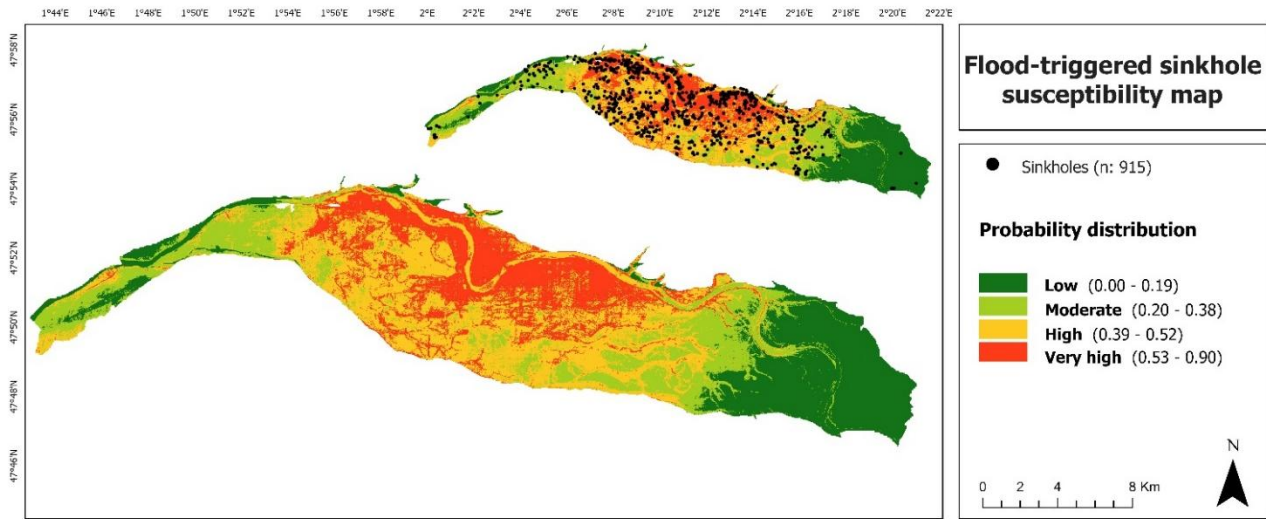 1°44'E 1°46'E 1°48'E 1°50'E 1°52'E 1°54'E 1°56'E 1°58'E 2°E 2°2'E 2°4'E 2°6'E 2°8'E 2°10'E 2°12'E 2°14'E 2°16'E 2°18'E 2°20'E 2°22'E
47°58'N
47°56'N
47°54'N
47°52'N
47°50'N
47°48'N
47°46'N
Flood-triggered sinkhole
susceptibility map
Sinkholes (n: 915)
Probability distribution
Low (0.00 - 0.19)
Moderate (0.20 - 0.38)
High (0.39 - 0.52)
Very high (0.53 - 0.90)
N
0 2 4 8 Km